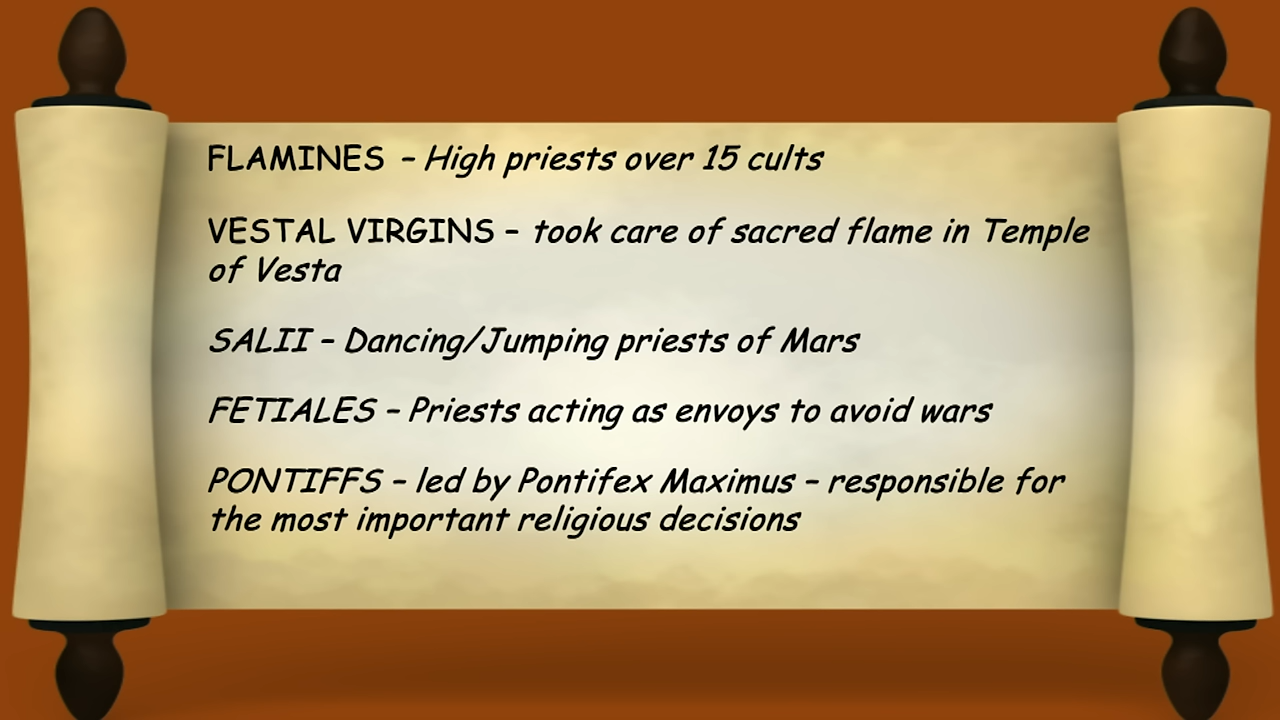 FLAMINES – High priests over 15 cults
VESTAL VIRGINS – took care of sacred flame in Temple
of Vesta
SALII – Dancing/Jumping priests of Mars
FETIALES – Priests acting as envoys to avoid wars
PONTIFFS – led by Pontifex Maximus – responsible for
the most important religious decisions